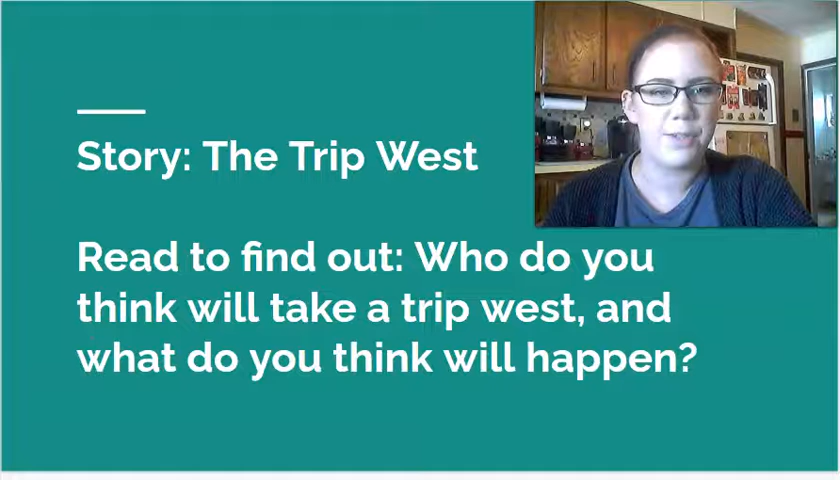 Story: The Trip West
Read to find out: Who do you
think will take a trip west, and
what do you think will happen?